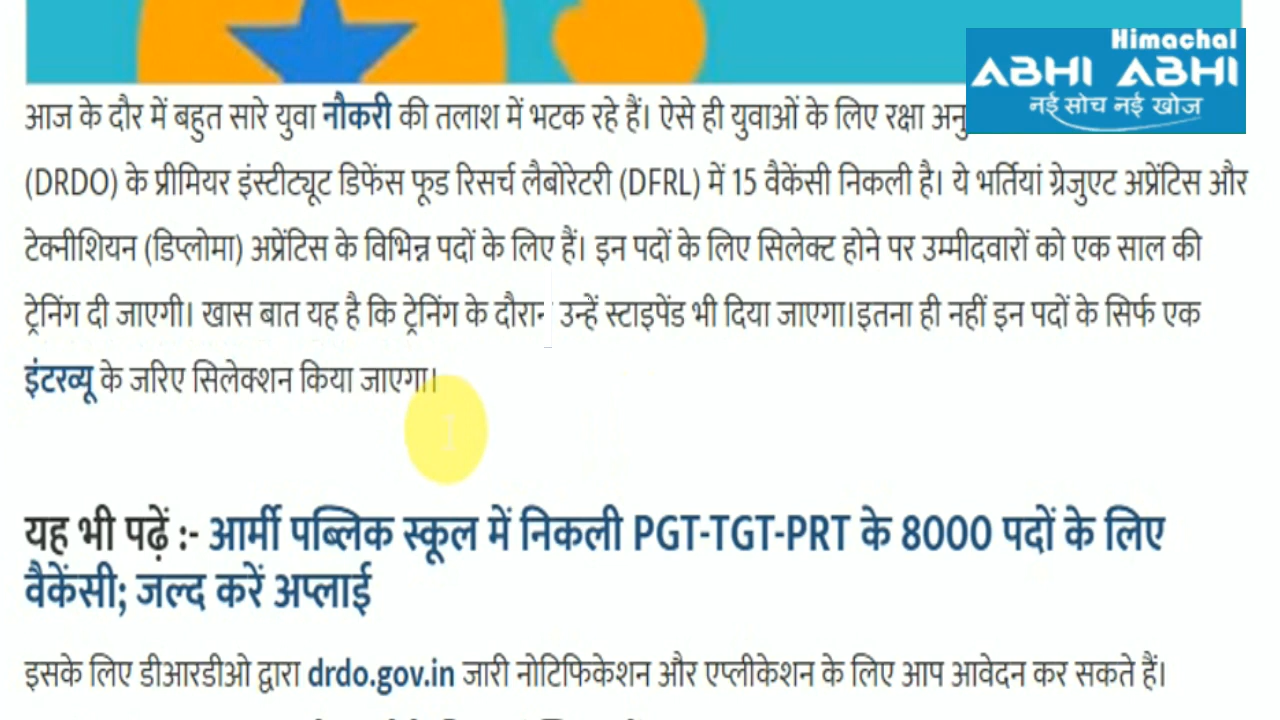 Himachal
ABHI ABHI
नई सोच नई खोज
आज के दौर में बहुत सारे युवा नौकरी की तलाश में भटक रहे हैं। ऐसे ही युवाओं के लिए रक्षा
(DRDO) के प्रीमियर इंस्टीट्यूट डिफेंस फूड रिसर्च लैबोरेटरी (DFRL) में 15 वैकेंसी निकली है। ये भर्तियां ग्रेजुएट अप्रेंटिस और
टेक्नीशियन (डिप्लोमा) अप्रेंटिस के विभिन्न पदों के लिए हैं। इन पदों के लिए सिलेक्ट होने पर उम्मीदवारों को एक साल की
ट्रेनिंग दी जाएगी। खास बात यह है कि ट्रेनिंग के दौरान उन्हें स्टाइपेंड भी दिया जाएगा।इतना ही नहीं इन पदों के सिर्फ एक
इंटरव्यू के जरिए सिलेक्शन किया जाएगा।
यह भी पढ़ें :- आर्मी पब्लिक स्कूल में निकली PGT-TGT-PRT के 8000 पदों के लिए
वैकेंसी; जल्द करें अप्लाई
इसके लिए डीआरडीओ द्वारा drdo.gov.in जारी नोटिफिकेशन और एप्लीकेशन के लिए आप आवेदन कर सकते हैं।